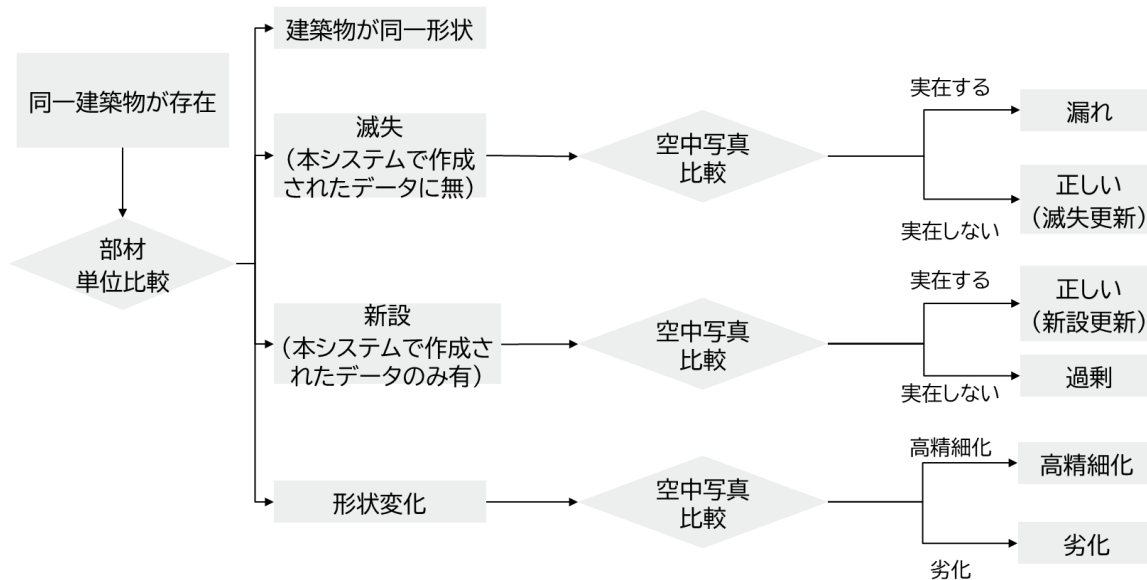 同一建築物が存在
部材
単位比較
建築物が同一形状
滅失
（本システムで作成
されたデータに無）
空中写真
比較
実在する
漏れ
実在しない
正しい
（滅失更新）
新設
（本システムで作成さ
れたデータのみ有）
空中写真
比較
実在する
正しい
（新設更新）
実在しない
過剰
形状変化
空中写真
比較
高精細化
高精細化
劣化
劣化